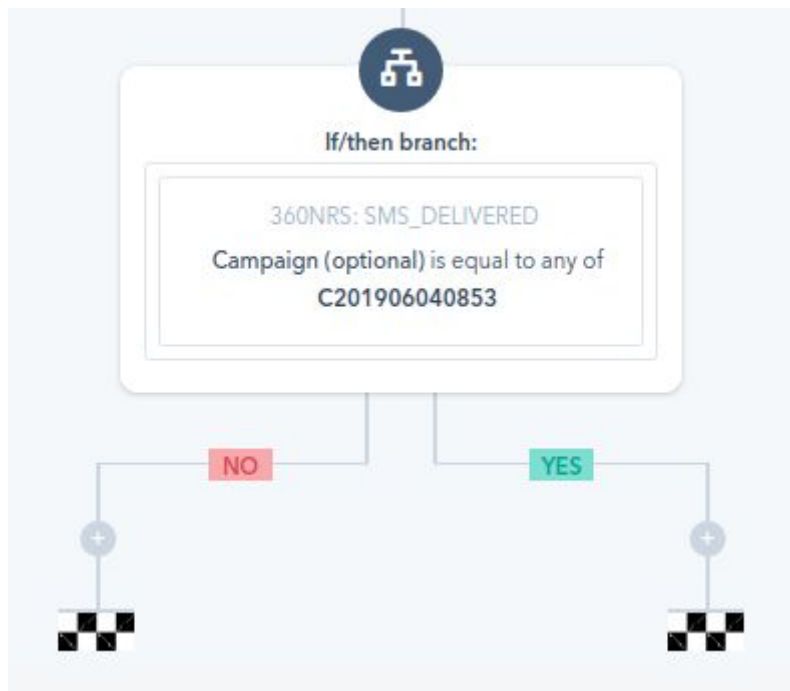 If/then branch:
360NRS: SMS_DELIVERED
Campaign (optional) is equal to any of
C201906040853
NO
YES